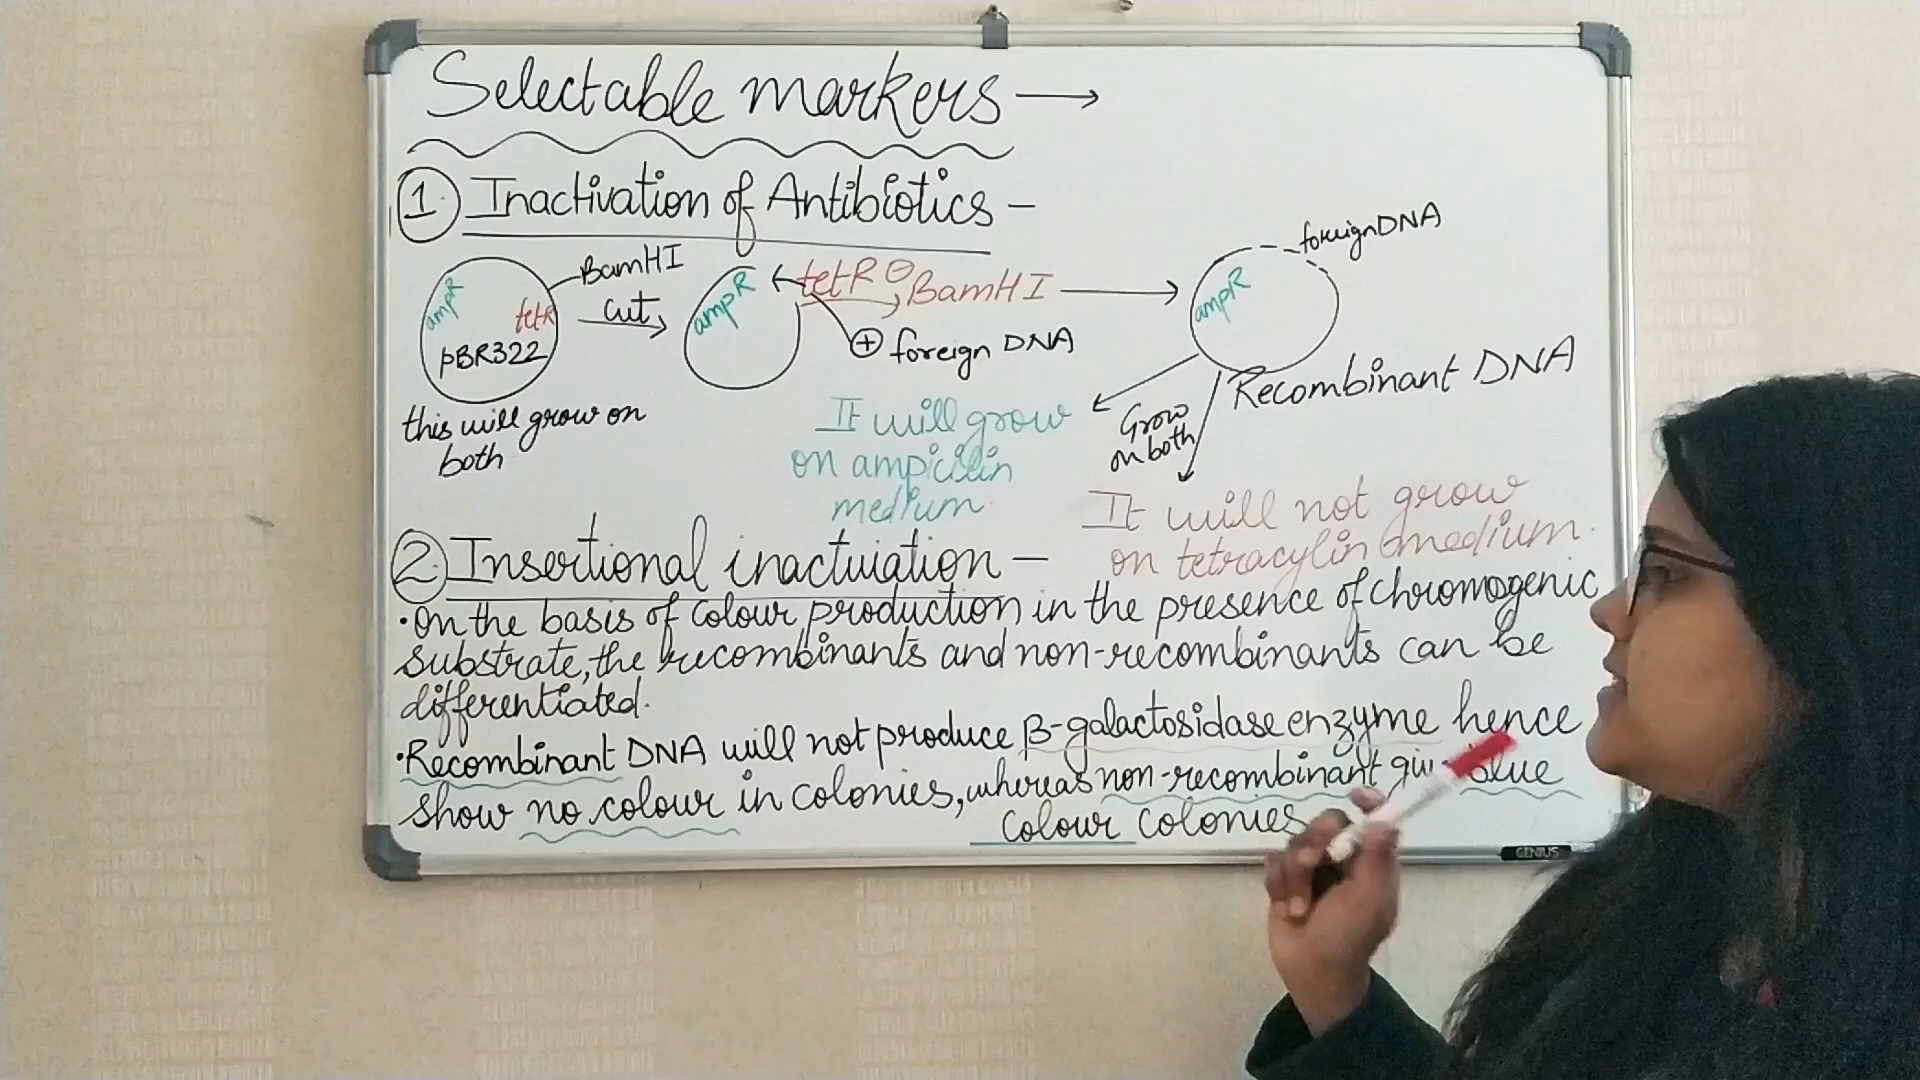 Selectable markers →
1. Inactivation of Antibiotics –
ampR
tetR
pBR322
BamHI
cut
this will grow on
both
ampR
tetR ⊖
BamHI
⊕ foreign DNA
foreign DNA
ampR
Recombinant DNA
It will grow
on ampicilin
medium.
Grow
on both
It will not grow
on tetracylin medium.
2. Insertional inactivation –
• On the basis of colour production in the presence of chromogenic
substrate, the recombinants and non-recombinants can be
differentiated.
• Recombinant DNA will not produce β-galactosidase enzyme hence
show no colour in colonies, whereas non-recombinant blue
colour colonies
GENIUS